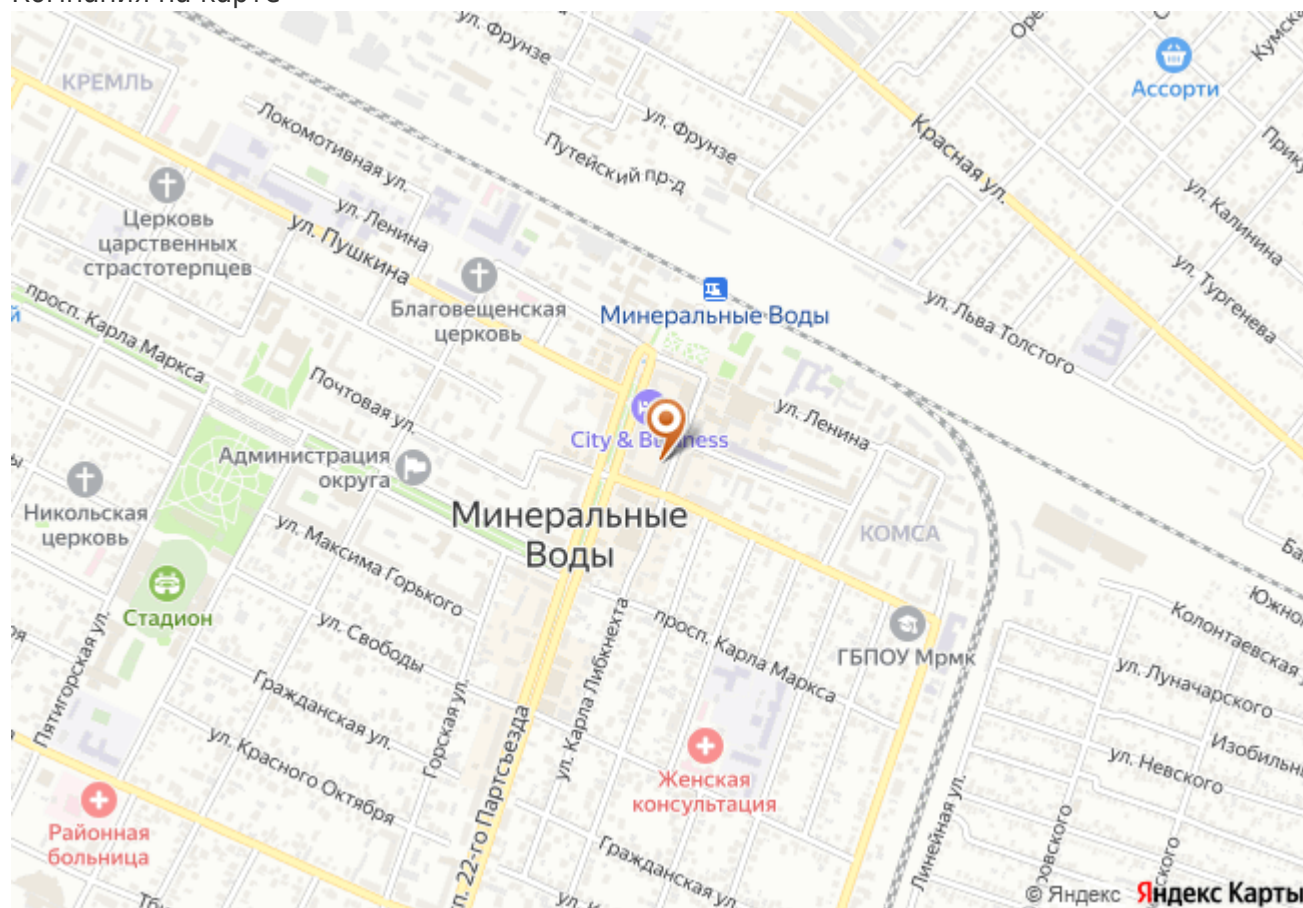 Компания на карте
ул. Фрунзе
КРЕМЛЬ
Ассорти
Локомотивная ул.
ул. Фрунзе
Путейский пр-д
Красная ул.
ул. Калинина
Церковь
царственных
страстотерпцев
ул. Ленина
ул. Пушкина
ул. Тургенева
Благовещенская
церковь
Минеральные Воды
ул. Льва Толстого
просп. Карла Маркса
Почтовая ул.
ул. Ленина
City & Business
Администрация
округа
Никольская
церковь
Минеральные
Воды
КОМСА
ул. Максима Горького
Стадион
ул. Свободы
просп. Карла Маркса
ГБПОУ Мрмк
Колонтаевская
ул. Луначарского
Пятигорская ул.
Гражданская ул.
Горская ул.
ул. Карла Либкнехта
ул. Красного Октября
ул. Невского
Женская
консультация
Районная
больница
22-го Партсъезда
Гражданская ул.
Линейная ул.
© Яндекс Яндекс Карты